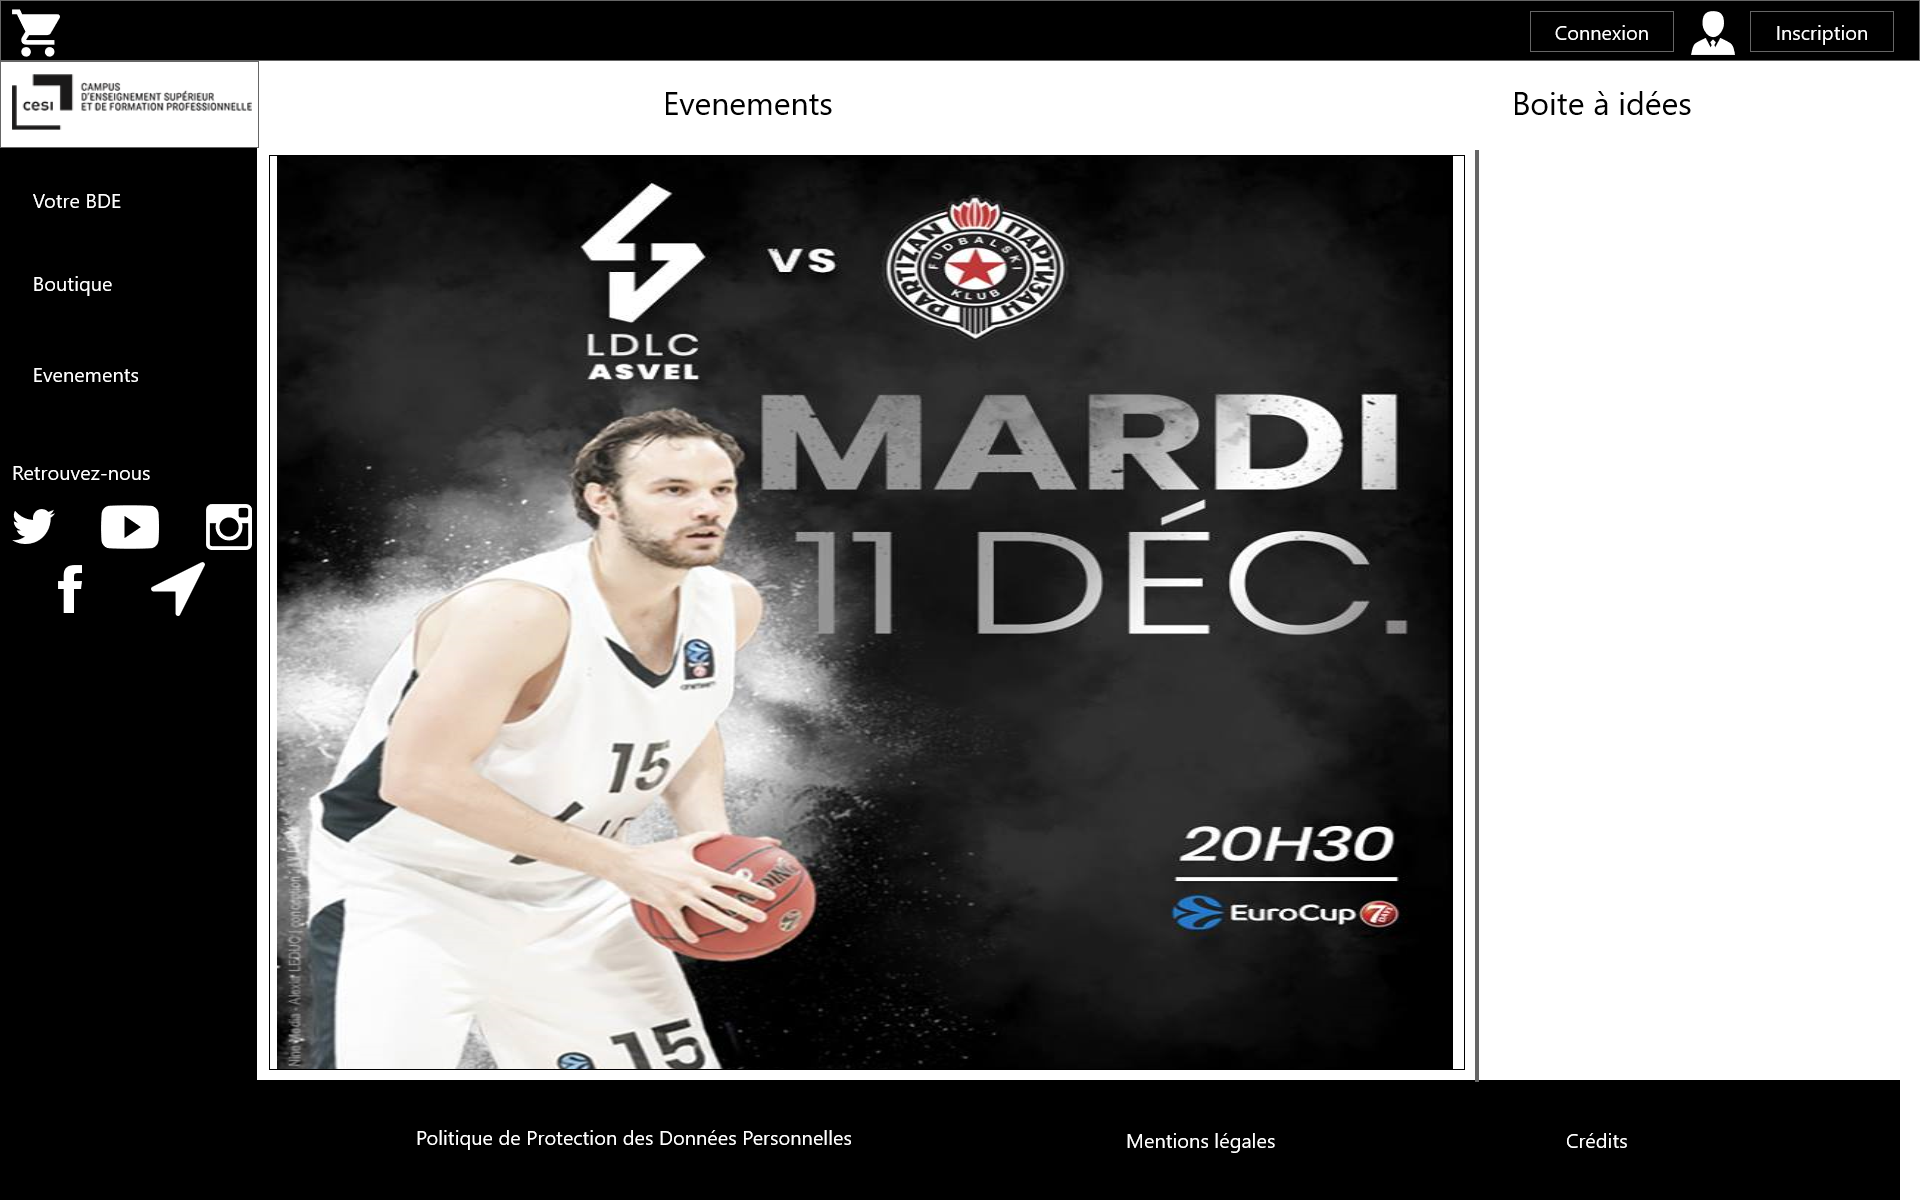 Connexion
Inscription
cesi
CAMPUS
D'ENSEIGNEMENT SUPÉRIEUR
ET DE FORMATION PROFESSIONNELLE
Evenements
Boite à idées
Votre BDE
Boutique
Evenements
Retrouvez-nous
LDLC
ASVEL
VS
PARTIZAN ПАРТИЗАН
FUDBALSKI
KLUB
MARDI
11 DÉC.
15
15
20H30
EuroCup 7DAYS
Politique de Protection des Données Personnelles
Mentions légales
Crédits